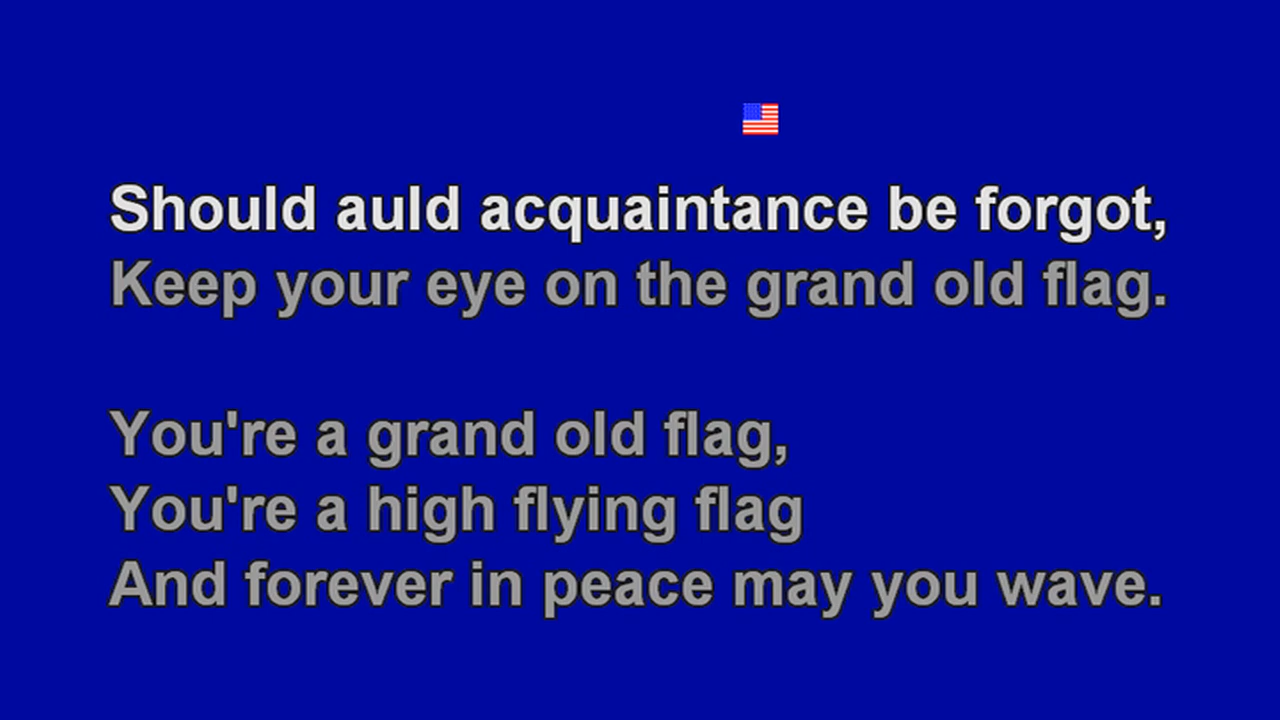 Should auld acquaintance be forgot,
Keep your eye on the grand old flag.
You're a grand old flag,
You're a high flying flag
And forever in peace may you wave.